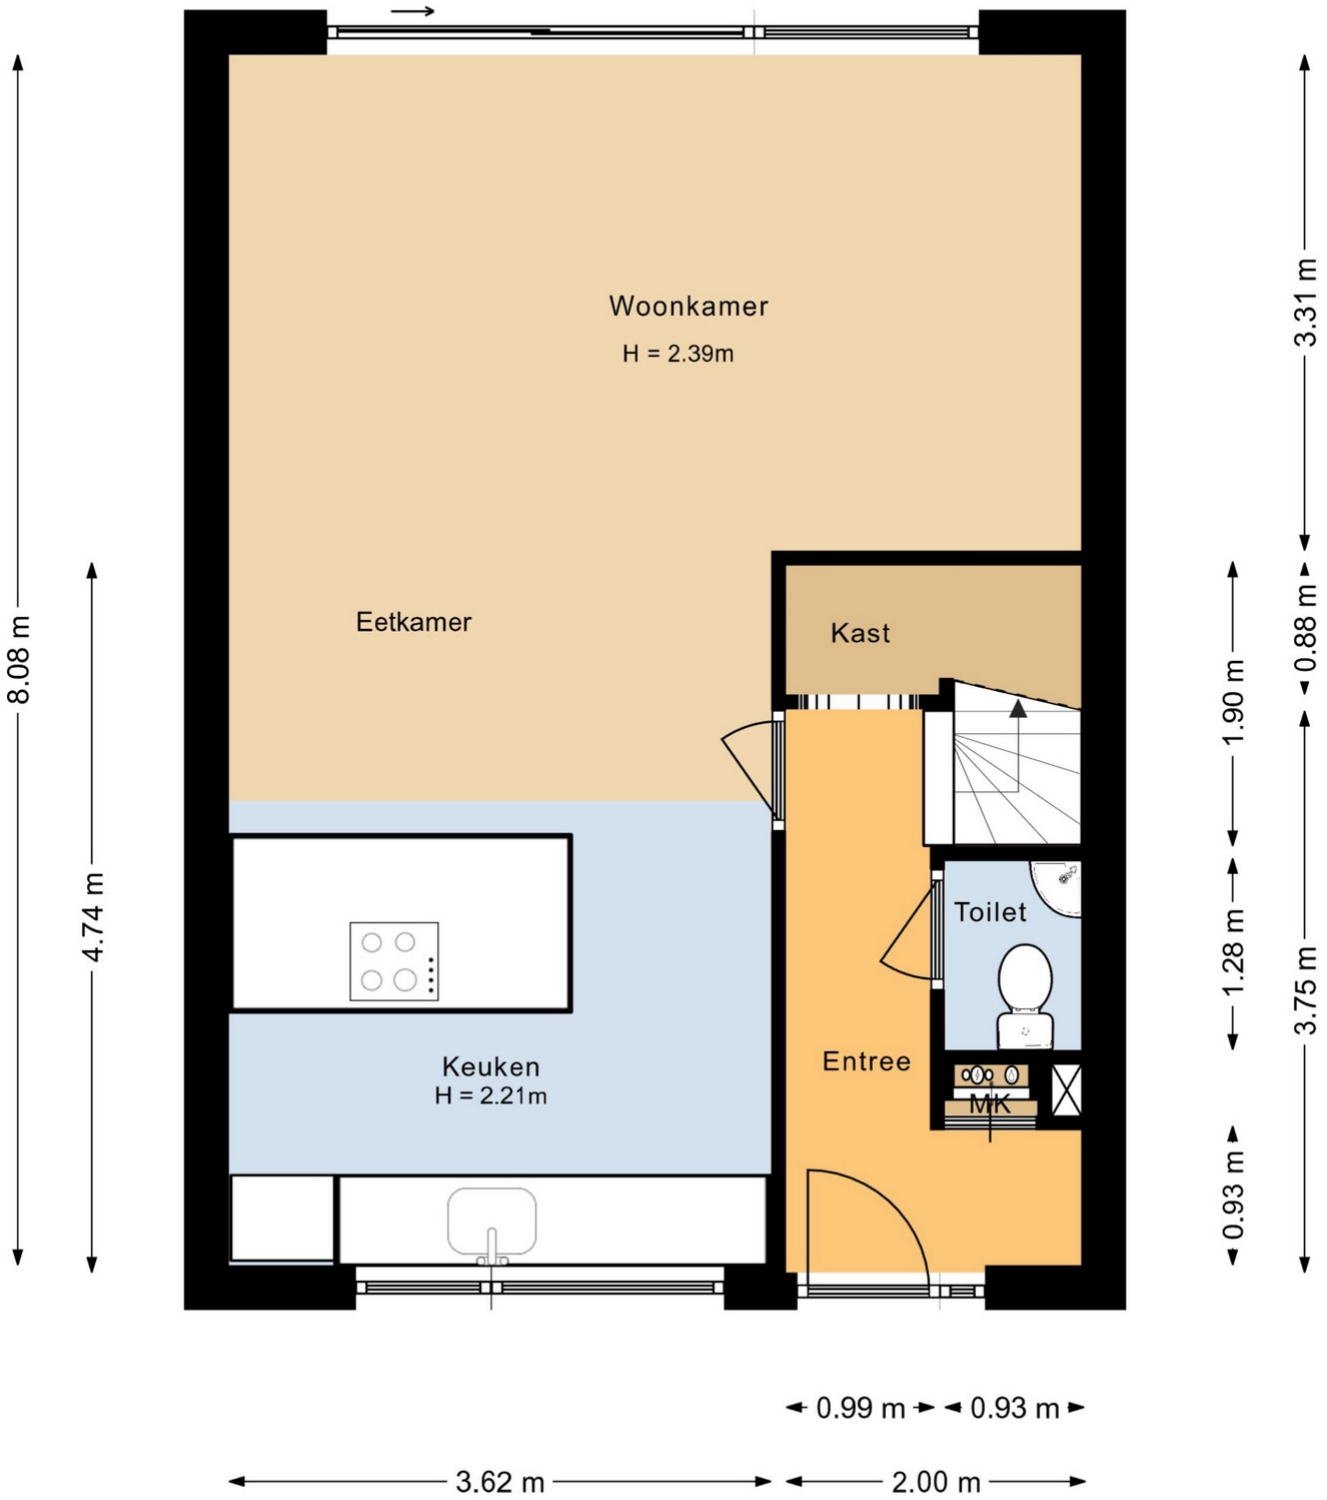 Woonkamer
H = 2.39m
3.31 m
Eetkamer
Kast
0.88 m
8.08 m
1.90 m
4.74 m
Toilet
1.28 m
3.75 m
Keuken
H = 2.21m
Entree
MK
0.93 m
0.99 m
0.93 m
3.62 m
2.00 m